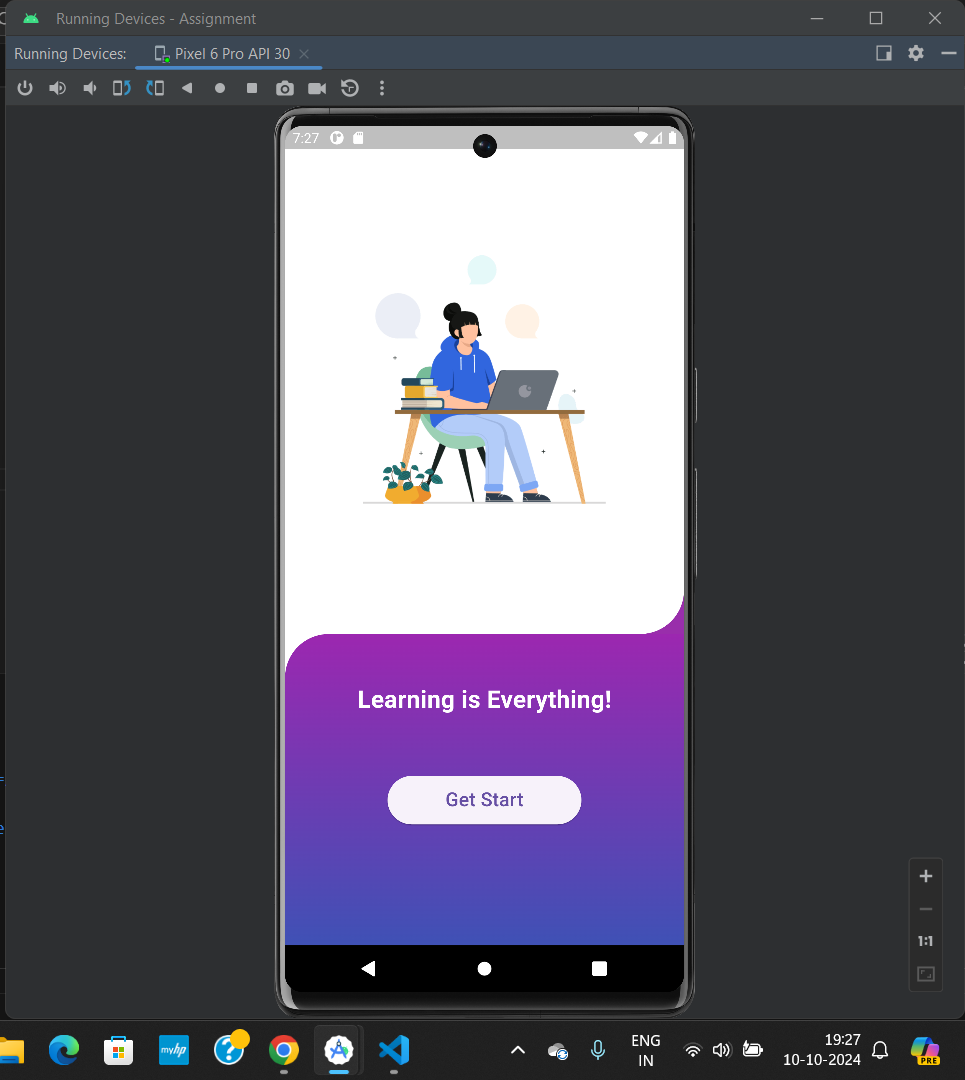 Running Devices - Assignment
Running Devices:
Pixel 6 Pro API 30
7:27
Learning is Everything!
Get Start
1:1
myhp
ENG
IN
19:27
10-10-2024
PRE